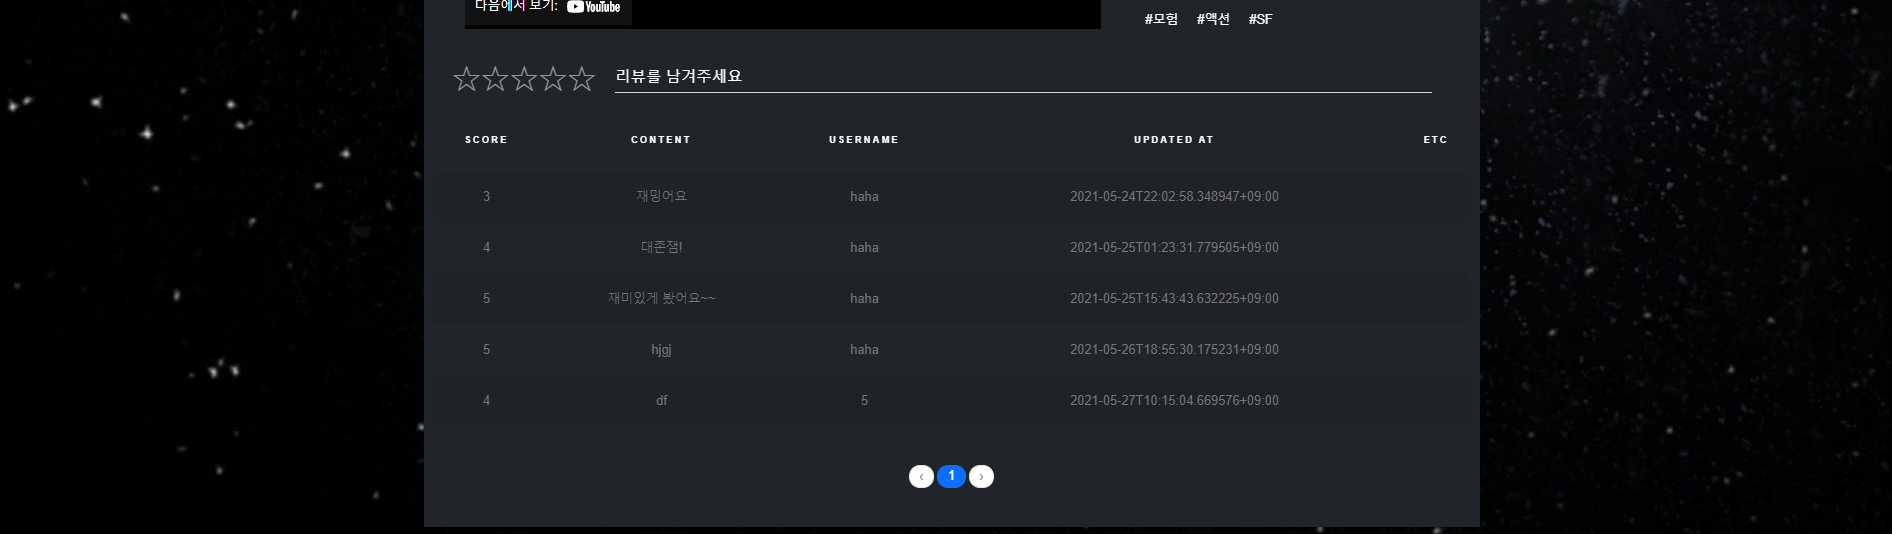 다음에서 보기: YouTube
#모험 #액션 #SF
리뷰를 남겨주세요
SCORE CONTENT USERNAME UPDATED AT ETC
3 재밍어요 haha 2021-05-24T22:02:58.348947+09:00
4 대존잼! haha 2021-05-25T01:23:31.779505+09:00
5 재미있게 봤어요~~ haha 2021-05-25T15:43:43.632225+09:00
5 hjgj haha 2021-05-26T18:55:30.175231+09:00
4 df 5 2021-05-27T10:15:04.669576+09:00
‹ 1 ›